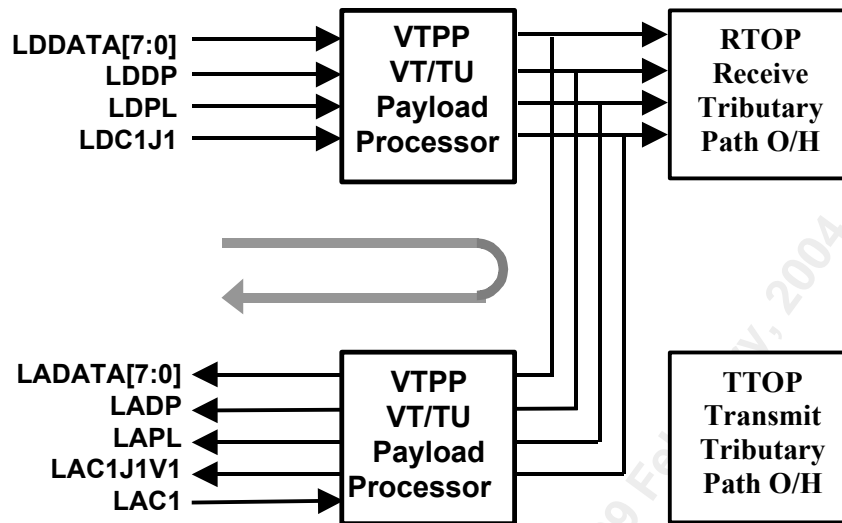 LDDATA[7:0]
LDDP
LDPL
LDC1J1
VTPP
VT/TU
Payload
Processor
RTOP
Receive
Tributary
Path O/H
LADATA[7:0]
LADP
LAPL
LAC1J1V1
LAC1
VTPP
VT/TU
Payload
Processor
TTOP
Transmit
Tributary
Path O/H
, 2004